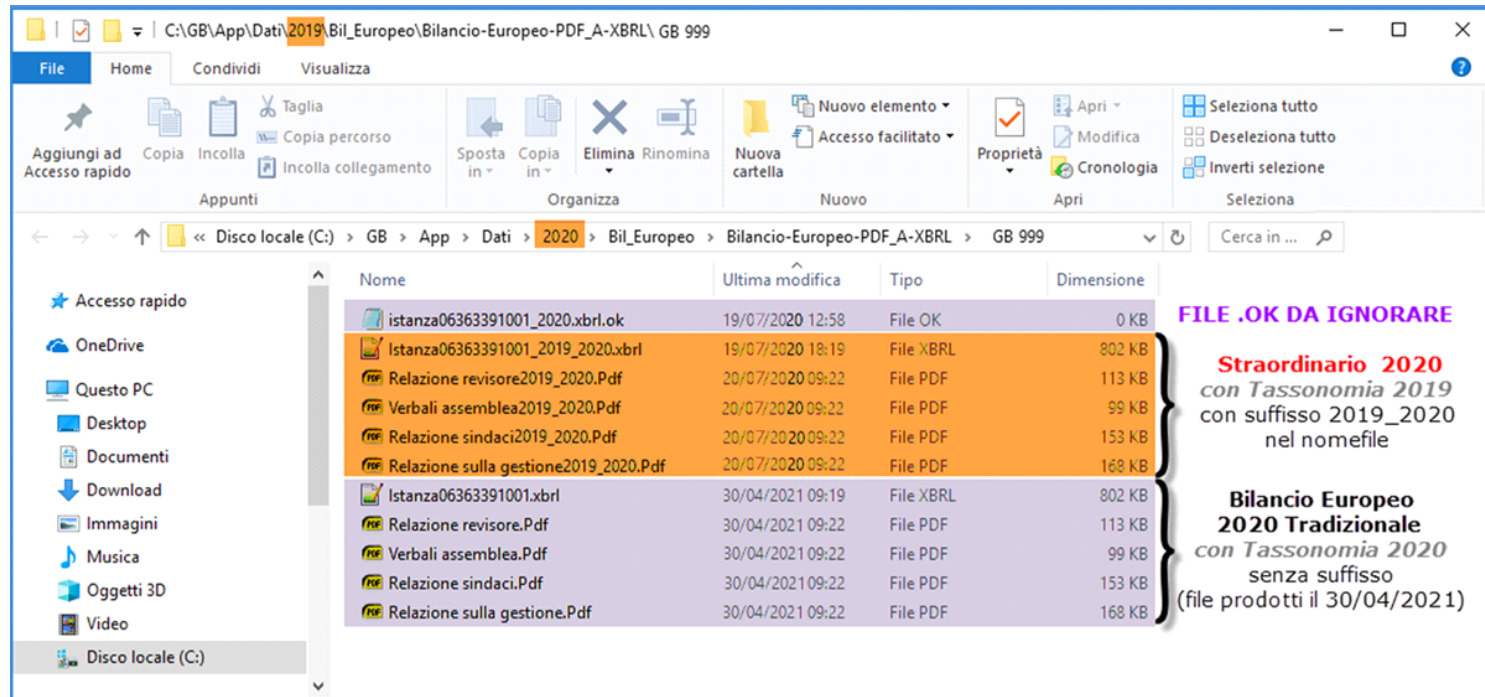 C:\GB\App\Dati\2019\Bil_Europeo\Bilancio-Europeo-PDF_A-XBRL\ GB 999
File Home Condividi Visualizza
Aggiungi ad
Accesso rapido
Copia
Incolla
Taglia
Copia percorso
Incolla collegamento
Appunti
Sposta
in
Copia
in
Elimina
Rinomina
Organizza
Nuova
cartella
Nuovo elemento
Accesso facilitato
Nuovo
Proprietà
Apri
Modifica
Cronologia
Apri
Seleziona tutto
Deseleziona tutto
Inverti selezione
Seleziona
« Disco locale (C:) > GB > App > Dati > 2020 > Bil_Europeo > Bilancio-Europeo-PDF_A-XBRL > GB 999
Cerca in ...
Accesso rapido
OneDrive
Questo PC
Desktop
Documenti
Download
Immagini
Musica
Oggetti 3D
Video
Disco locale (C:)
Nome Ultima modifica Tipo Dimensione
istanza06363391001_2020.xbrl.ok 19/07/2020 12:58 File OK 0 KB
Istanza06363391001_2019_2020.xbrl 19/07/2020 18:19 File XBRL 802 KB
Relazione revisore2019_2020.Pdf 20/07/2020 09:22 File PDF 113 KB
Verbali assemblea2019_2020.Pdf 20/07/2020 09:22 File PDF 99 KB
Relazione sindaci2019_2020.Pdf 20/07/2020 09:22 File PDF 153 KB
Relazione sulla gestione2019_2020.Pdf 20/07/2020 09:22 File PDF 168 KB
Istanza06363391001.xbrl 30/04/2021 09:19 File XBRL 802 KB
Relazione revisore.Pdf 30/04/2021 09:22 File PDF 113 KB
Verbali assemblea.Pdf 30/04/2021 09:22 File PDF 99 KB
Relazione sindaci.Pdf 30/04/2021 09:22 File PDF 153 KB
Relazione sulla gestione.Pdf 30/04/2021 09:22 File PDF 168 KB
FILE .OK DA IGNORARE
Straordinario 2020
con Tassonomia 2019
con suffisso 2019_2020
nel nomefile
Bilancio Europeo
2020 Tradizionale
con Tassonomia 2020
senza suffisso
(file prodotti il 30/04/2021)